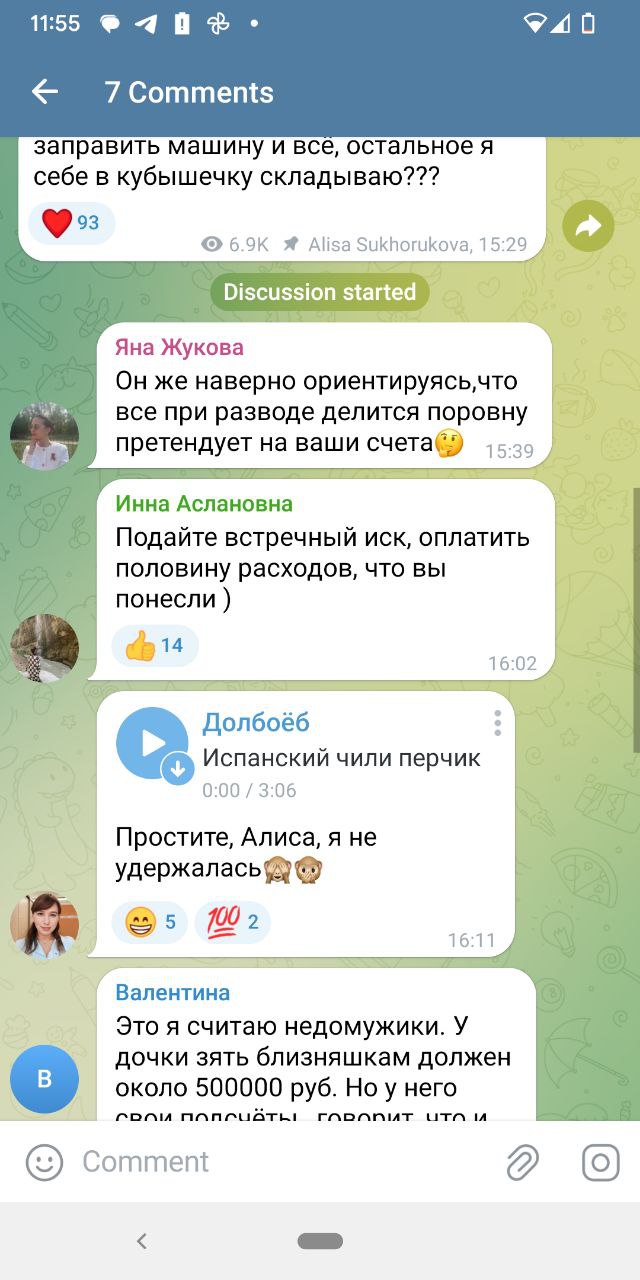 11:55
7 Comments
заправить машину и всё, остальное я
себе в кубышечку складываю???
93
6.9K Alisa Sukhorukova, 15:29
Discussion started
Яна Жукова
Он же наверно ориентируясь,что
все при разводе делится поровну
претендует на ваши счета🤔 15:39
Инна Аслановна
Подайте встречный иск, оплатить
половину расходов, что вы
понесли )
14
16:02
Долбоёб
Испанский чили перчик
0:00 / 3:06
Простите, Алиса, я не
удержалась🙈🙊
5 💯 2
16:11
Валентина
Это я считаю недомужики. У
дочки зять близняшкам должен
В
около 500000 руб. Но у него
свои подсчёты, говорит, что и
Comment